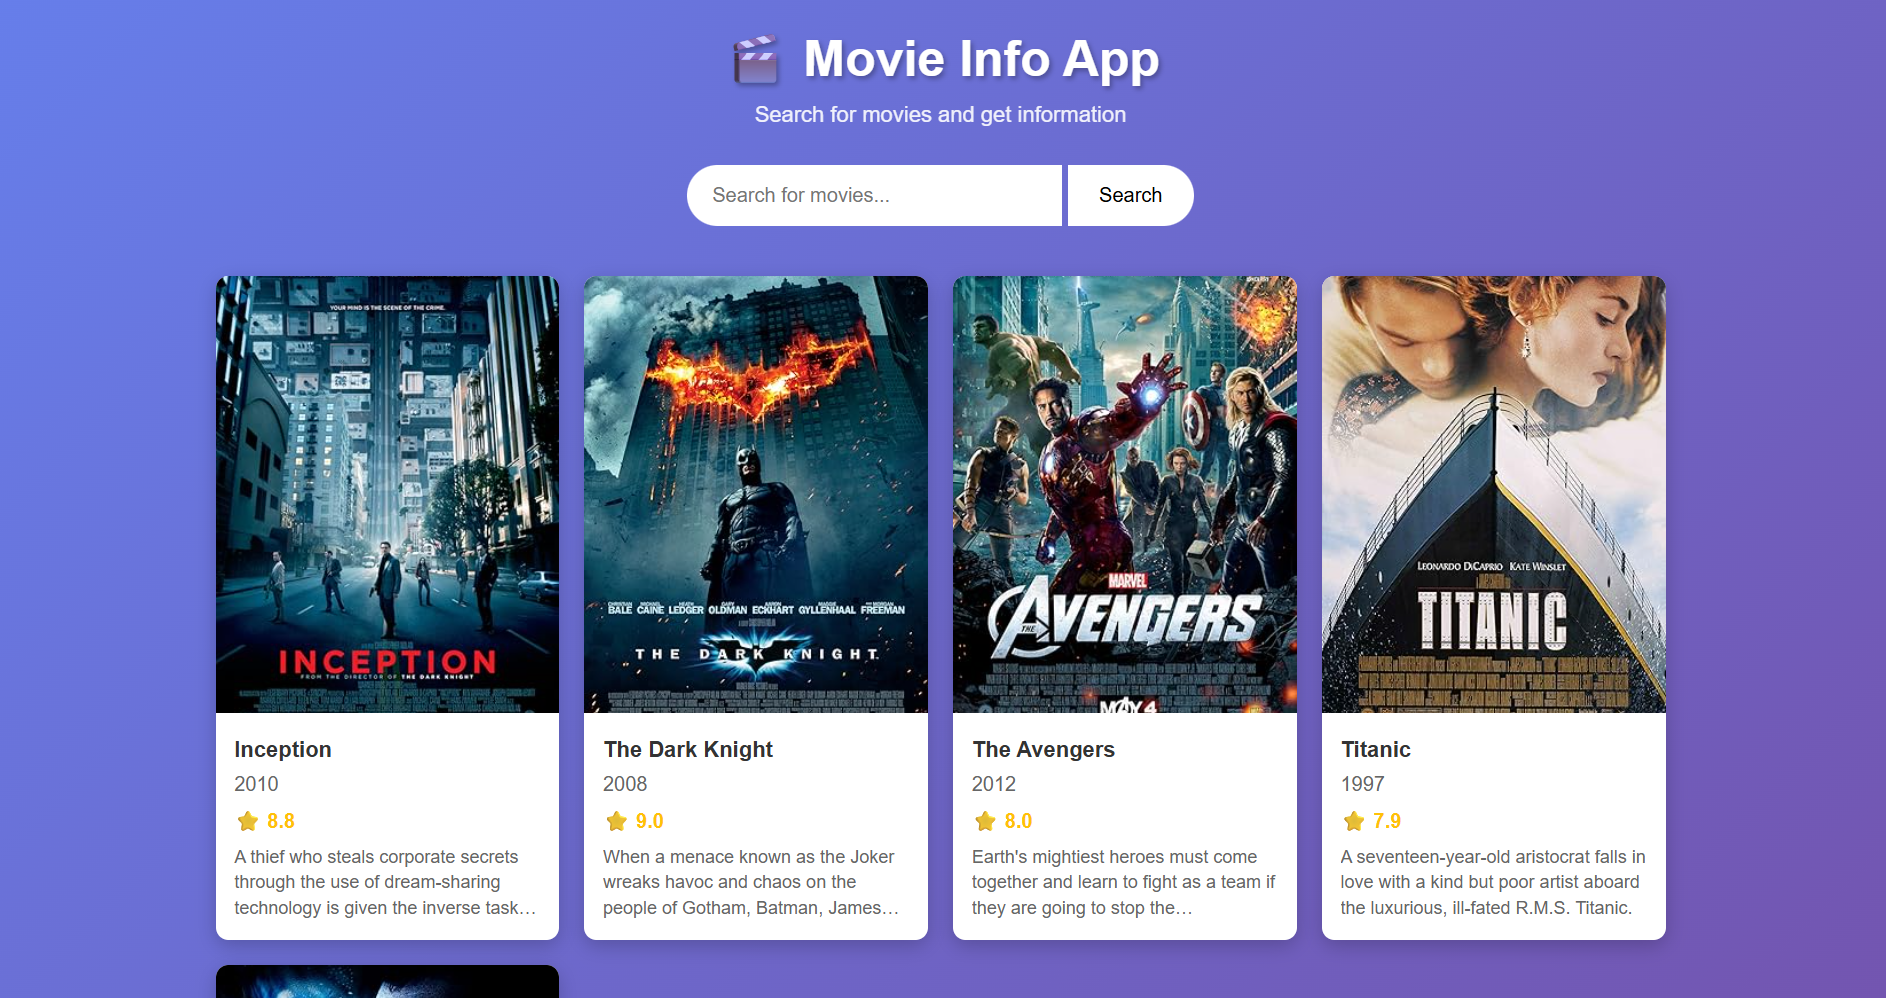 Movie Info App
Search for movies and get information
Search for movies...
Search
YOUR MIND IS THE SCENE OF THE CRIME.
INCEPTION
FROM THE DIRECTOR OF THE DARK KNIGHT
CHRISTIAN BALE MICHAEL CAINE HEATH LEDGER GARY OLDMAN AARON ECKHART MAGGIE GYLLENHAAL MORGAN FREEMAN
THE DARK KNIGHT
MARVEL
THE AVENGERS
MAY 4
LEONARDO DICAPRIO KATE WINSLET
TITANIC
Inception
2010
8.8
A thief who steals corporate secrets
through the use of dream-sharing
technology is given the inverse task…
The Dark Knight
2008
9.0
When a menace known as the Joker
wreaks havoc and chaos on the
people of Gotham, Batman, James…
The Avengers
2012
8.0
Earth's mightiest heroes must come
together and learn to fight as a team if
they are going to stop the…
Titanic
1997
7.9
A seventeen-year-old aristocrat falls in
love with a kind but poor artist aboard
the luxurious, ill-fated R.M.S. Titanic.